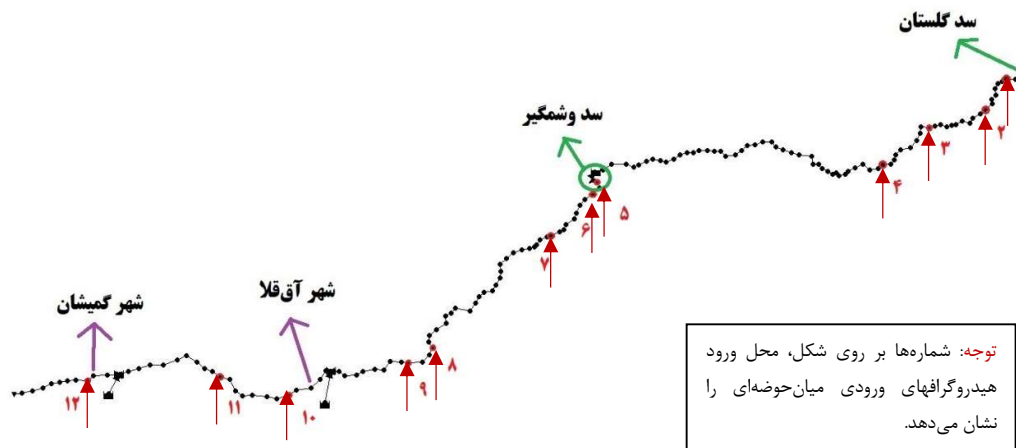 سد گلستان
سد وشمگیر
۲
۳
۴
۵
۶
۷
شهر گمیشان
شهر آق‌قلا
۸
۹
۱۰
۱۱
۱۲
توجه: شماره‌ها بر روی شکل، محل ورود
هیدروگرافهای ورودی میان‌حوضه‌ای را
نشان می‌دهد.